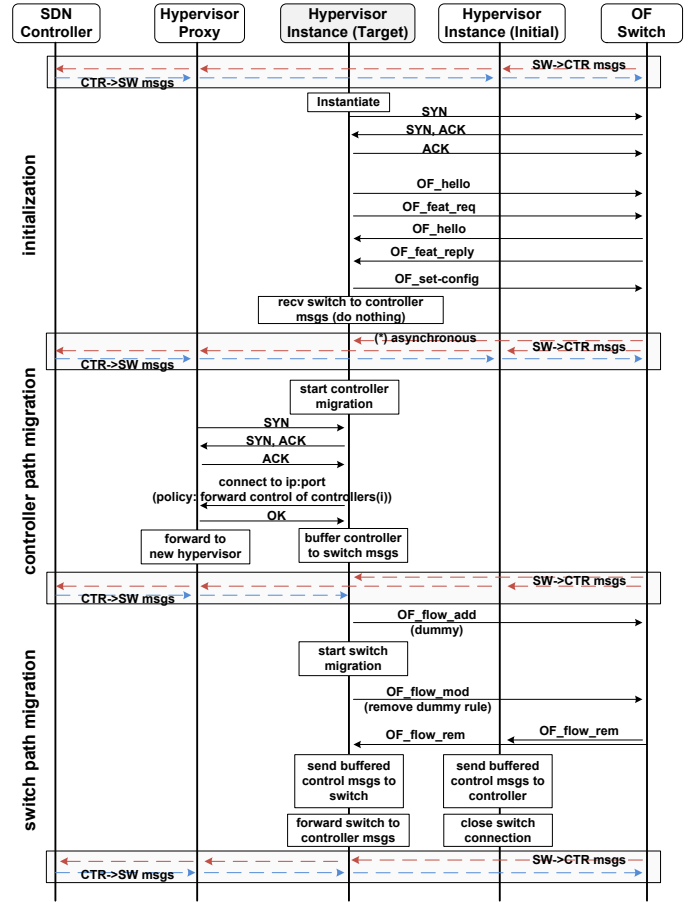 SDN
Controller
Hypervisor
Proxy
Hypervisor
Instance (Target)
Hypervisor
Instance (Initial)
OF
Switch
SW->CTR msgs
CTR->SW msgs
initialization
Instantiate
SYN
SYN, ACK
ACK
OF_hello
OF_feat_req
OF_hello
OF_feat_reply
OF_set-config
recv switch to controller
msgs (do nothing)
(*) asynchronous
SW->CTR msgs
CTR->SW msgs
controller path migration
start controller
migration
SYN
SYN, ACK
ACK
connect to ip:port
(policy: forward control of controllers(i))
OK
forward to
new hypervisor
buffer controller
to switch msgs
SW->CTR msgs
CTR->SW msgs
switch path migration
OF_flow_add
(dummy)
start switch
migration
OF_flow_mod
(remove dummy rule)
OF_flow_rem
OF_flow_rem
send buffered
control msgs to
switch
send buffered
control msgs to
controller
forward switch to
controller msgs
close switch
connection
SW->CTR msgs
CTR->SW msgs